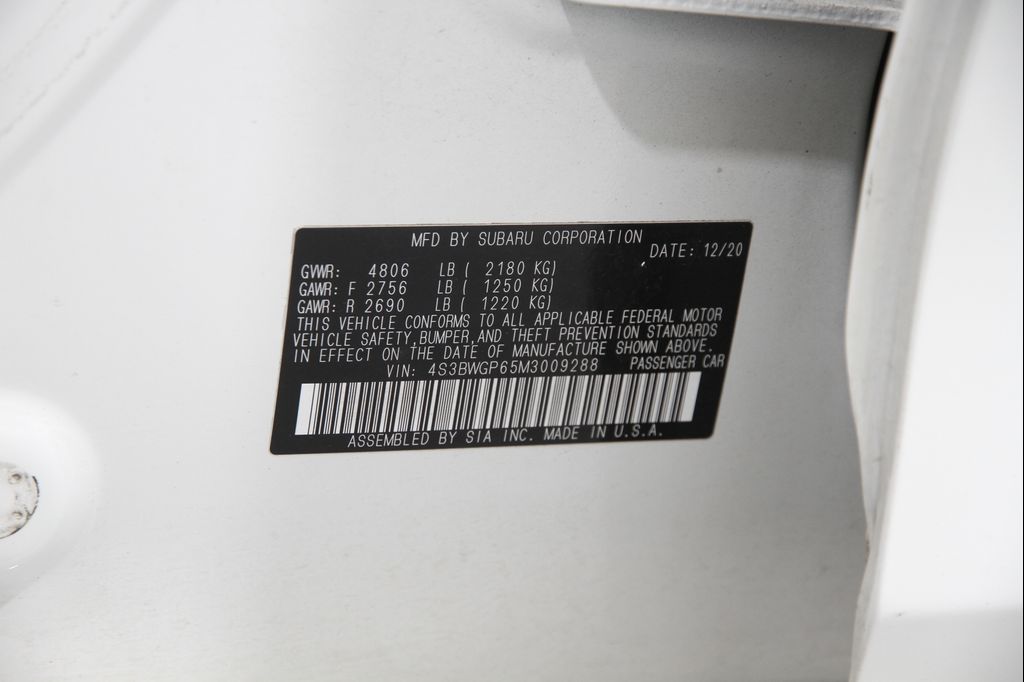 MFD BY SUBARU CORPORATION
DATE: 12/20
GVWR: 4806 LB ( 2180 KG)
GAWR: F 2756 LB ( 1250 KG)
GAWR: R 2690 LB ( 1220 KG)
THIS VEHICLE CONFORMS TO ALL APPLICABLE FEDERAL MOTOR
VEHICLE SAFETY, BUMPER, AND THEFT PREVENTION STANDARDS
IN EFFECT ON THE DATE OF MANUFACTURE SHOWN ABOVE.
VIN: 4S3BWGP65M3009288 PASSENGER CAR
ASSEMBLED BY SIA INC. MADE IN U.S.A.